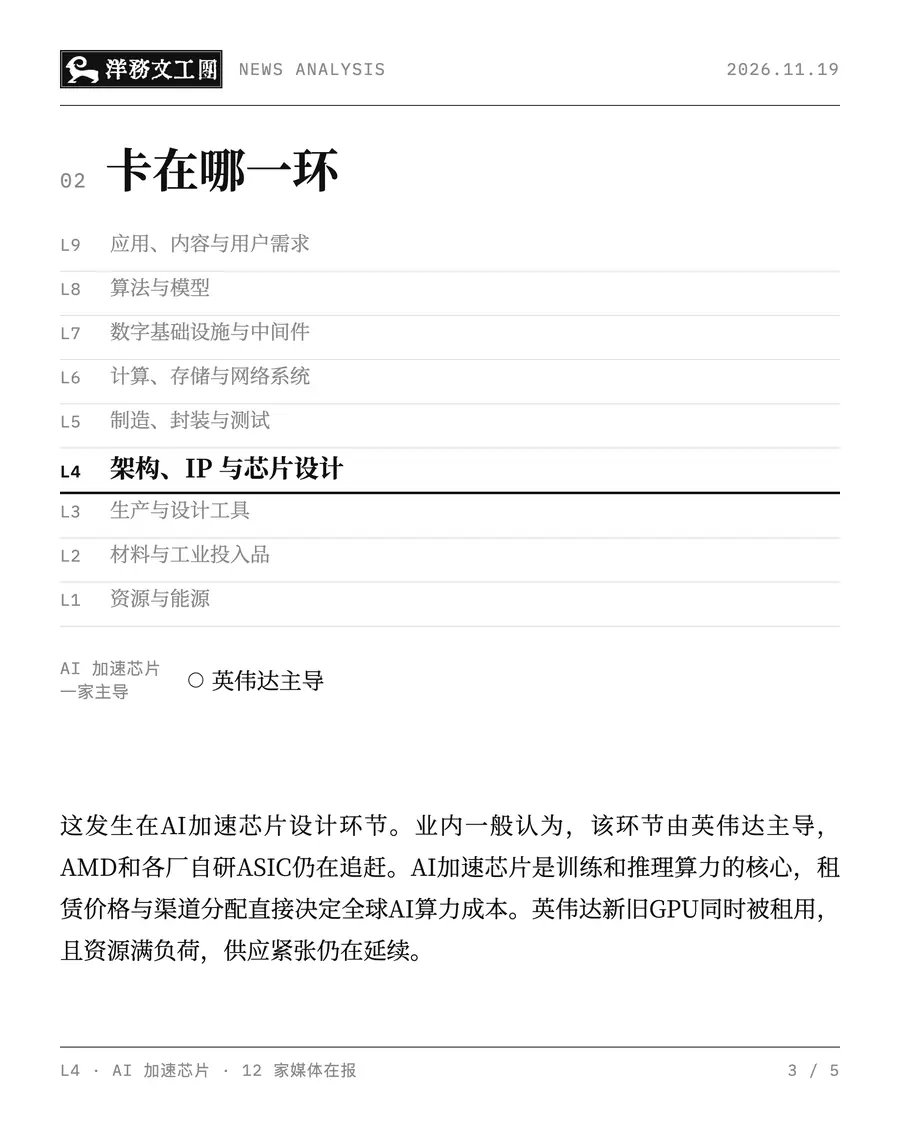 洋務文工團 NEWS ANALYSIS 2026.11.19
02 卡在哪一环
L9 应用、内容与用户需求
L8 算法与模型
L7 数字基础设施与中间件
L6 计算、存储与网络系统
L5 制造、封装与测试
L4 架构、IP 与芯片设计
L3 生产与设计工具
L2 材料与工业投入品
L1 资源与能源
AI 加速芯片
一家主导
○ 英伟达主导
这发生在AI加速芯片设计环节。业内一般认为，该环节由英伟达主导，
AMD和各厂自研ASIC仍在追赶。AI加速芯片是训练和推理算力的核心，租
赁价格与渠道分配直接决定全球AI算力成本。英伟达新旧GPU同时被租用，
且资源满负荷，供应紧张仍在延续。
L4 · AI 加速芯片 · 12 家媒体在报 3 / 5